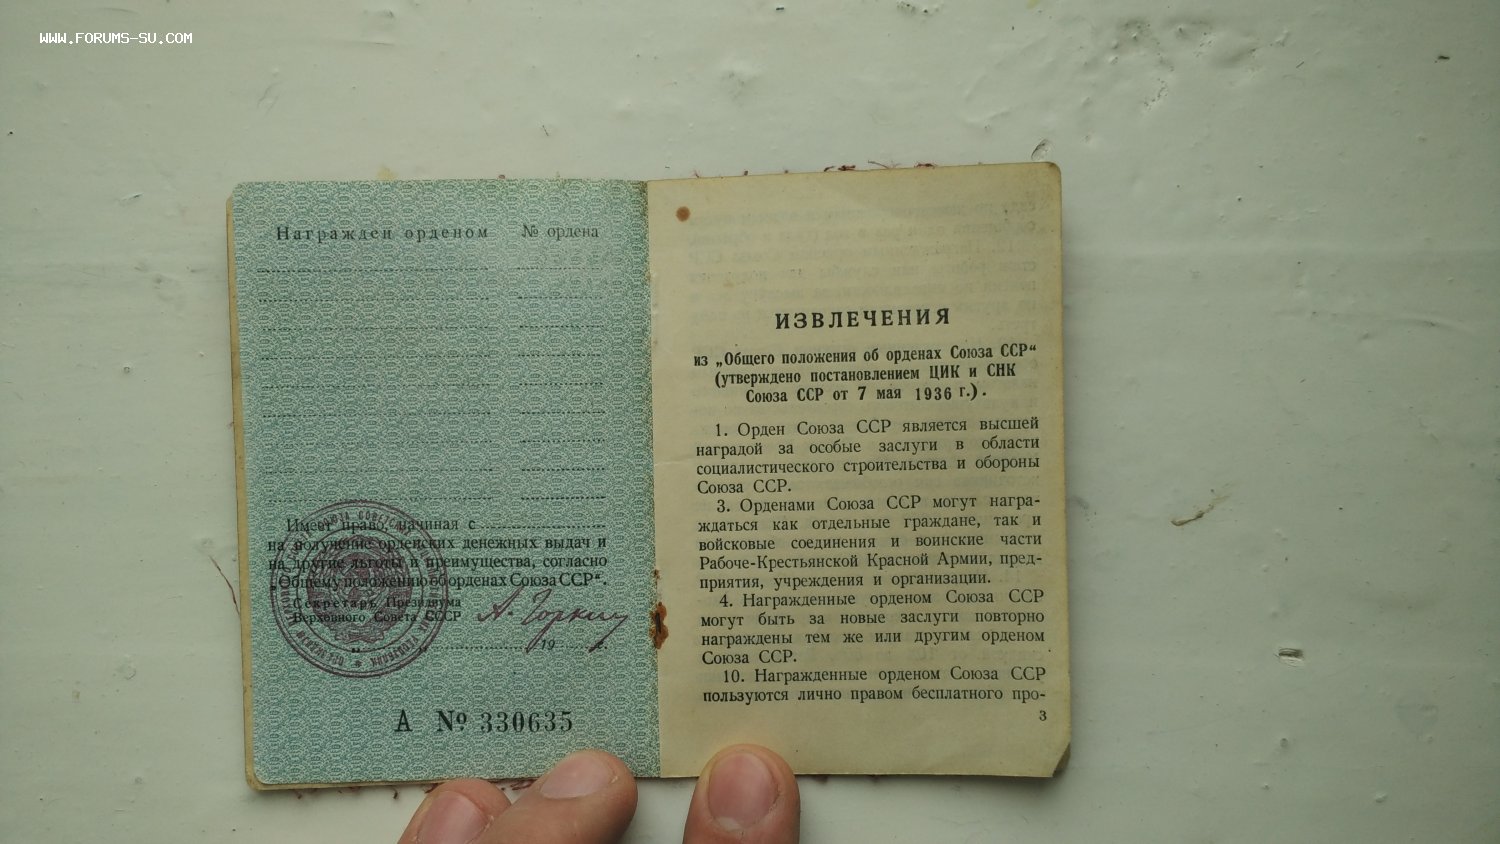 WWW.FORUMS-SU.COM
Награжден орденом № ордена
Имеет право, начиная с
на получение орденских денежных выдач и
на другие льготы и преимущества, согласно
„Общему положению об орденах Союза ССР“.
Секретарь Президиума
Верховного Совета СССР А. Горкин
19 г.
А № 330635
ИЗВЛЕЧЕНИЯ
из „Общего положения об орденах Союза ССР“
(утверждено постановлением ЦИК и СНК
Союза ССР от 7 мая 1936 г.).
1. Орден Союза ССР является высшей
наградой за особые заслуги в области
социалистического строительства и обороны
Союза ССР.
3. Орденами Союза ССР могут награ-
ждаться как отдельные граждане, так и
войсковые соединения и воинские части
Рабоче-Крестьянской Красной Армии, пред-
приятия, учреждения и организации.
4. Награжденные орденом Союза ССР
могут быть за новые заслуги повторно
награждены тем же или другим орденом
Союза ССР.
10. Награжденные орденом Союза ССР
пользуются лично правом бесплатного про-
3